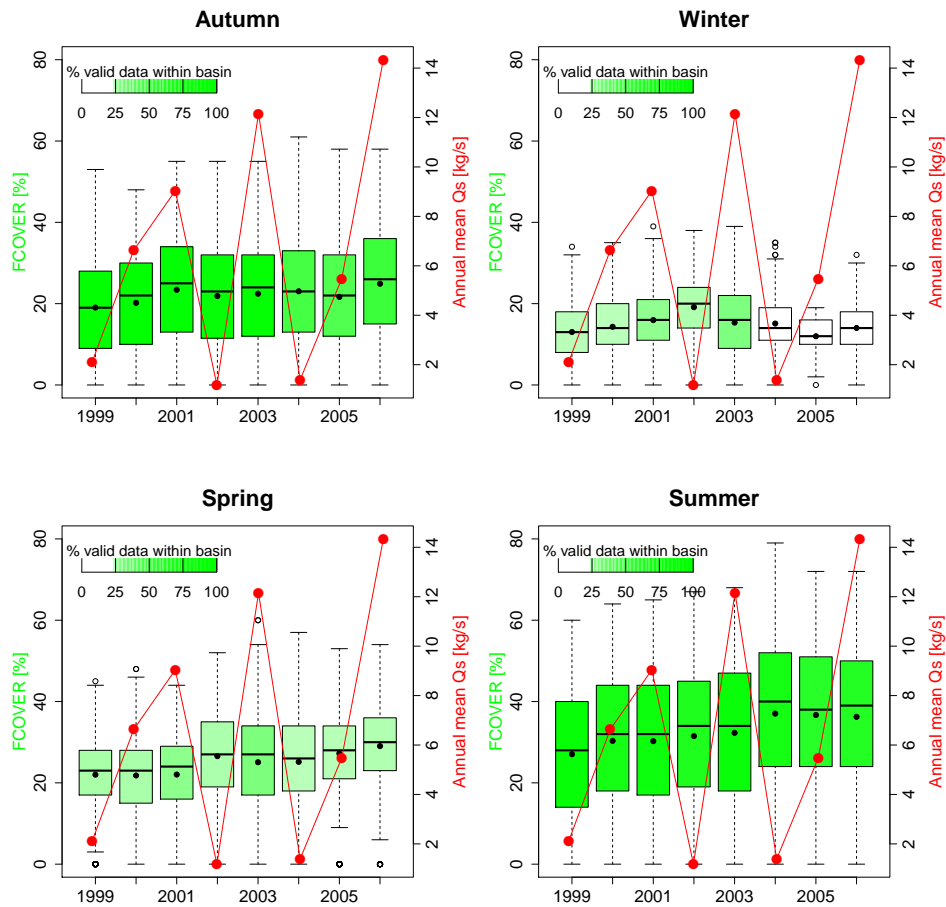 Autumn
% valid data within basin
0 25 50 75 100
FCOVER [%]
0 20 40 60 80
1999 2001 2003 2005
2 4 6 8 10 12 14
Annual mean Qs [kg/s]
Winter
% valid data within basin
0 25 50 75 100
FCOVER [%]
0 20 40 60 80
1999 2001 2003 2005
2 4 6 8 10 12 14
Annual mean Qs [kg/s]
Spring
% valid data within basin
0 25 50 75 100
FCOVER [%]
0 20 40 60 80
1999 2001 2003 2005
2 4 6 8 10 12 14
Annual mean Qs [kg/s]
Summer
% valid data within basin
0 25 50 75 100
FCOVER [%]
0 20 40 60 80
1999 2001 2003 2005
2 4 6 8 10 12 14
Annual mean Qs [kg/s]